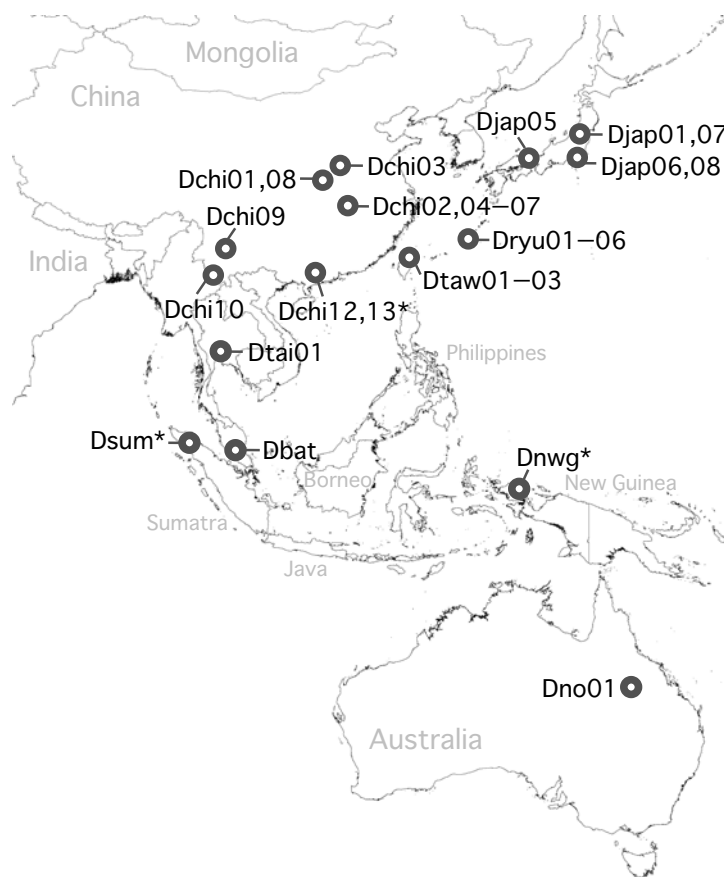 Mongolia
China
Djap05
Djap01,07
Dchi03
Djap06,08
Dchi01,08
Dchi02,04–07
Dchi09
Dryu01–06
India
Dtaw01–03
Dchi10
Dchi12,13*
Dtai01
Philippines
Dsum*
Dbat
Dnwg*
Borneo
New Guinea
Sumatra
Java
Dno01
Australia